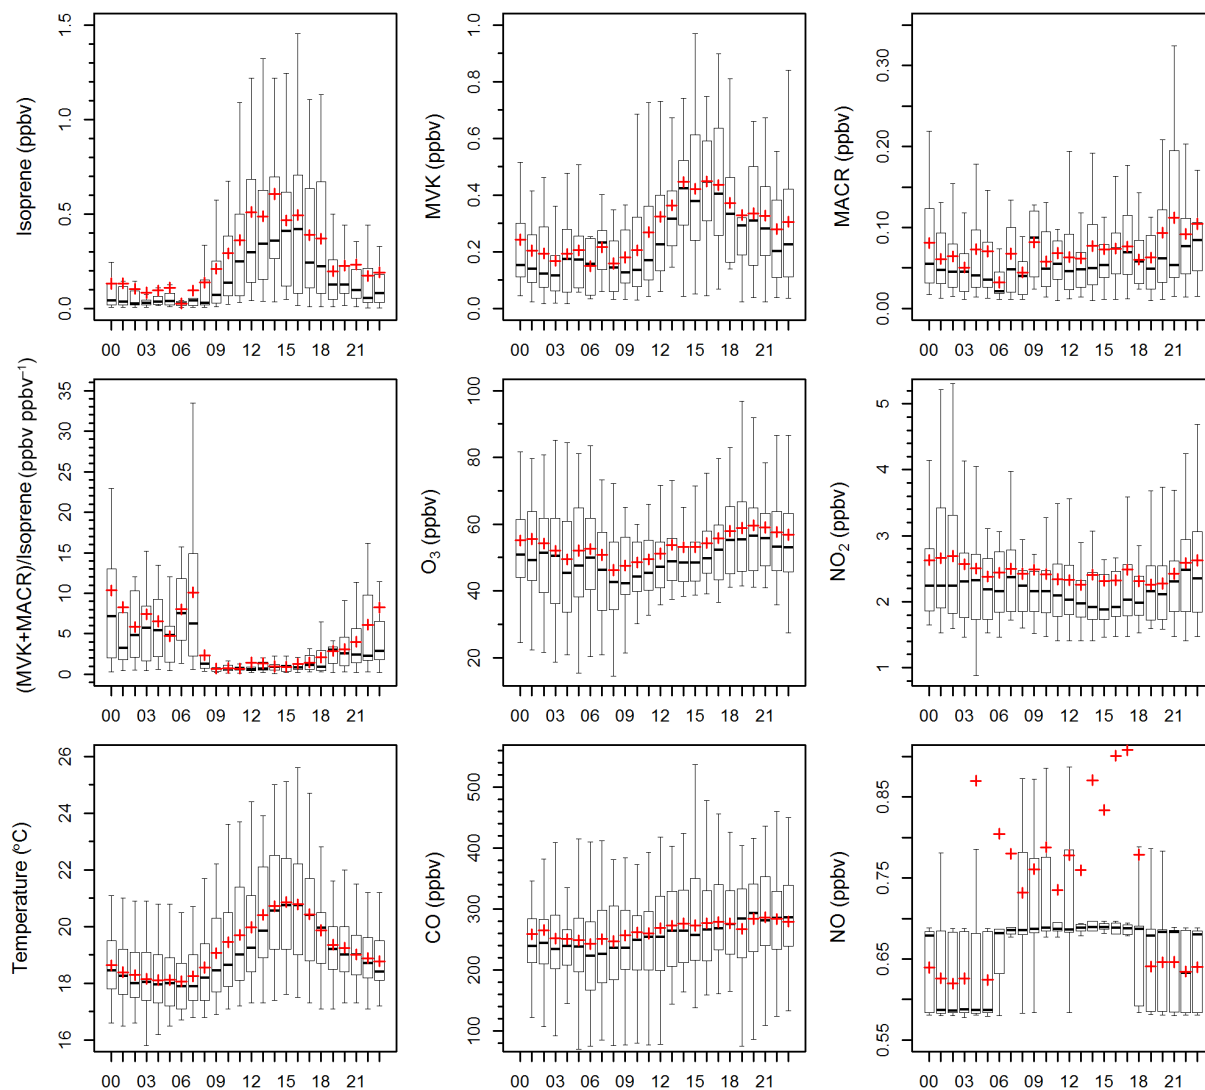 Isoprene (ppbv)
1.5
1.0
0.5
0.0
00 03 06 09 12 15 18 21
MVK (ppbv)
1.0
0.8
0.6
0.4
0.2
0.0
00 03 06 09 12 15 18 21
MACR (ppbv)
0.30
0.20
0.10
0.00
00 03 06 09 12 15 18 21
(MVK+MACR)/Isoprene (ppbv ppbv⁻¹)
35
30
25
20
15
10
5
0
00 03 06 09 12 15 18 21
O₃ (ppbv)
100
80
60
40
20
00 03 06 09 12 15 18 21
NO₂ (ppbv)
5
4
3
2
1
00 03 06 09 12 15 18 21
Temperature (ºC)
26
24
22
20
18
16
00 03 06 09 12 15 18 21
CO (ppbv)
500
400
300
200
100
00 03 06 09 12 15 18 21
NO (ppbv)
0.85
0.75
0.65
0.55
00 03 06 09 12 15 18 21